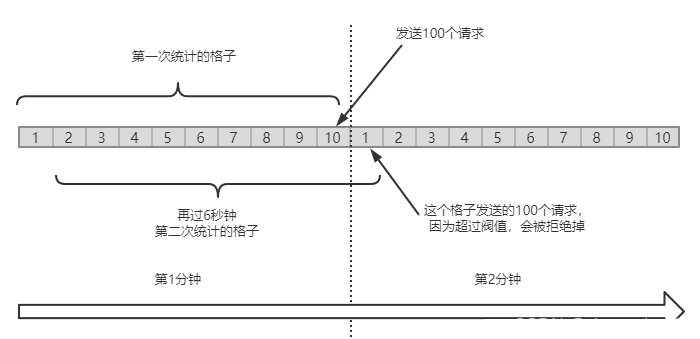 发送100个请求
第一次统计的格子
1 2 3 4 5 6 7 8 9 10 1 2 3 4 5 6 7 8 9 10
再过6秒钟
第二次统计的格子
这个格子发送的100个请求，
因为超过阀值，会被拒绝掉
第1分钟
第2分钟